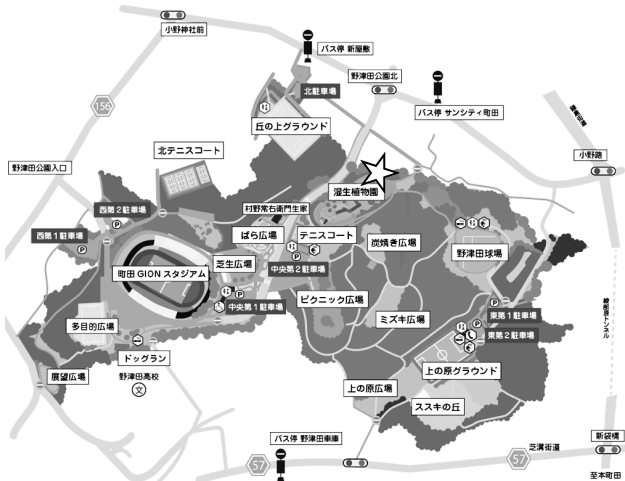 小野神社前
バス停 新屋敷
野津田公園北
北駐車場
バス停 サンシティ町田
156
丘の上グラウンド
北テニスコート
小野路
野津田公園入口
湿生植物園
西第2駐車場
村野常右衛門生家
西第1駐車場
ばら広場
テニスコート
炭焼き広場
野津田球場
町田 GION スタジアム
芝生広場
中央第2駐車場
ピクニック広場
中央第1駐車場
ミズキ広場
東第1駐車場
東第2駐車場
多目的広場
ドッグラン
上の原グラウンド
展望広場
野津田高校
文
上の原広場
ススキの丘
バス停 野津田車庫
芝溝街道
新袋橋
57
57
至本町田